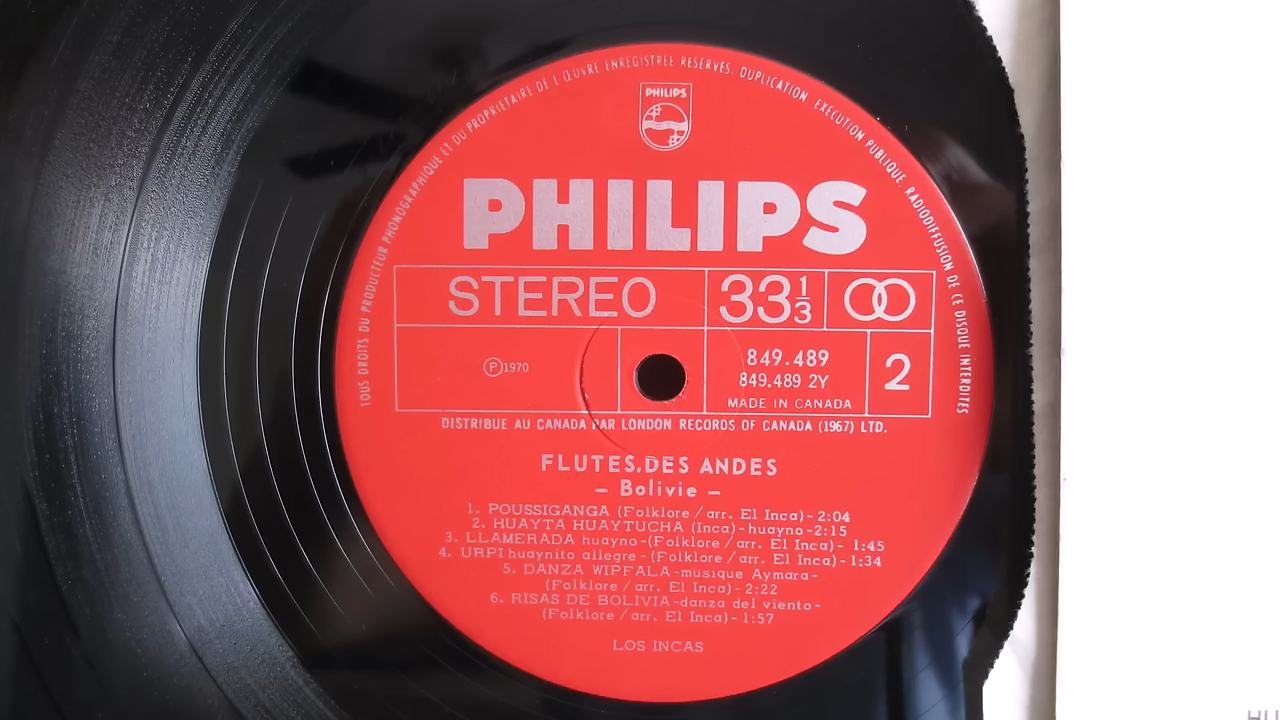 TOUS DROITS DU PRODUCTEUR PHONOGRAPHIQUE ET DU PROPRIETAIRE DE L'ŒUVRE ENREGISTREE RESERVES. DUPLICATION EXECUTION PUBLIQUE. RADIODIFFUSION DE CE DISQUE INTERDITES
PHILIPS
PHILIPS
STEREO 33 1/3
Ⓟ1970
849.489
849.489 2Y
MADE IN CANADA
2
DISTRIBUE AU CANADA PAR LONDON RECORDS OF CANADA (1967) LTD.
FLUTES.DES ANDES
– Bolivie –
1. POUSSIGANGA (Folklore / arr. El Inca) - 2:04
2. HUAYTA HUAYTUCHA (Inca) - huayno - 2:15
3. LLAMERADA huayno - (Folklore / arr. El Inca) - 1:45
4. URPI huaynito allegre - (Folklore / arr. El Inca) - 1:34
5. DANZA WIPFALA - musique Aymara -
(Folklore / arr. El Inca) - 2:22
6. RISAS DE BOLIVIA - danza del viento -
(Folklore / arr. El Inca) - 1:57
LOS INCAS